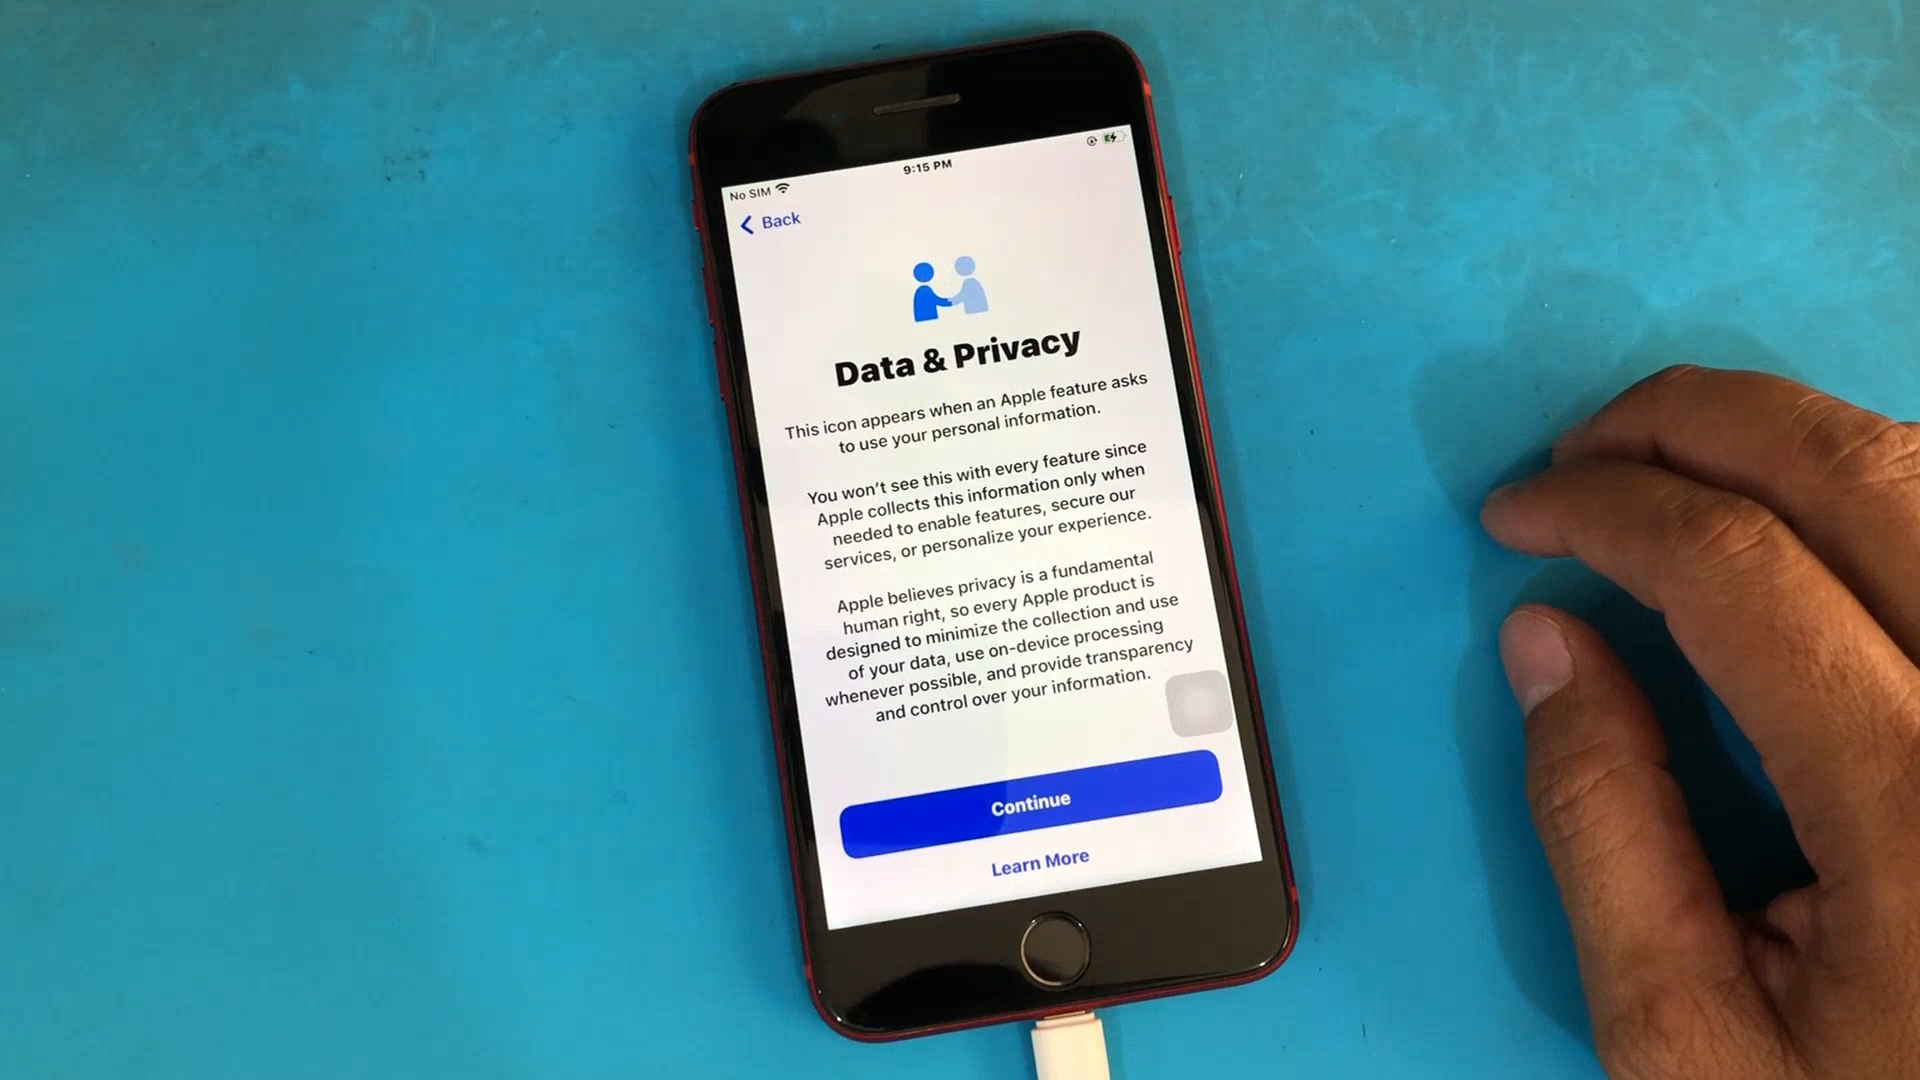 No SIM
9:15 PM
Back
Data & Privacy
This icon appears when an Apple feature asks
to use your personal information.
You won't see this with every feature since
Apple collects this information only when
needed to enable features, secure our
services, or personalize your experience.
Apple believes privacy is a fundamental
human right, so every Apple product is
designed to minimize the collection and use
of your data, use on-device processing
whenever possible, and provide transparency
and control over your information.
Continue
Learn More